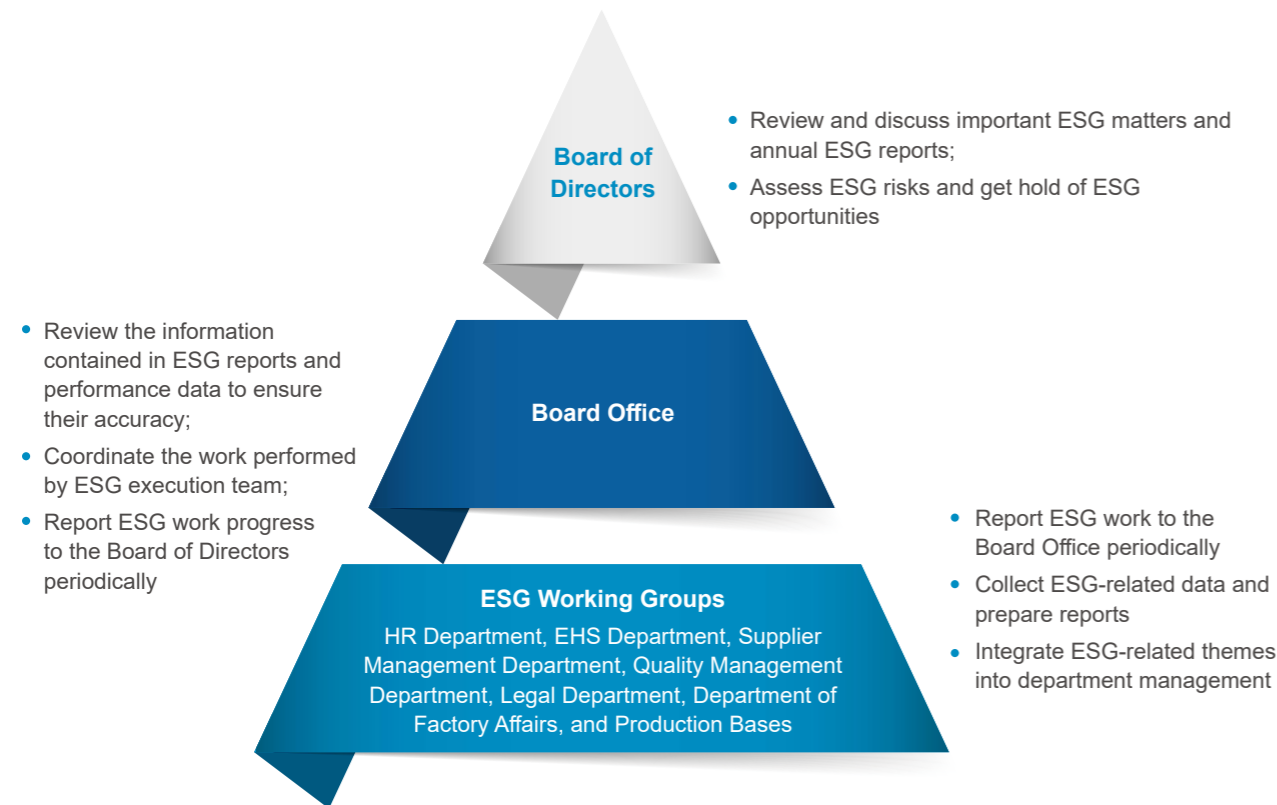 Board of
Directors
• Review and discuss important ESG matters and
annual ESG reports;
• Assess ESG risks and get hold of ESG
opportunities
• Review the information
contained in ESG reports and
performance data to ensure
their accuracy;
• Coordinate the work performed
by ESG execution team;
• Report ESG work progress
to the Board of Directors
periodically
Board Office
• Report ESG work to the
Board Office periodically
• Collect ESG-related data and
prepare reports
• Integrate ESG-related themes
into department management
ESG Working Groups
HR Department, EHS Department, Supplier
Management Department, Quality Management
Department, Legal Department, Department of
Factory Affairs, and Production Bases